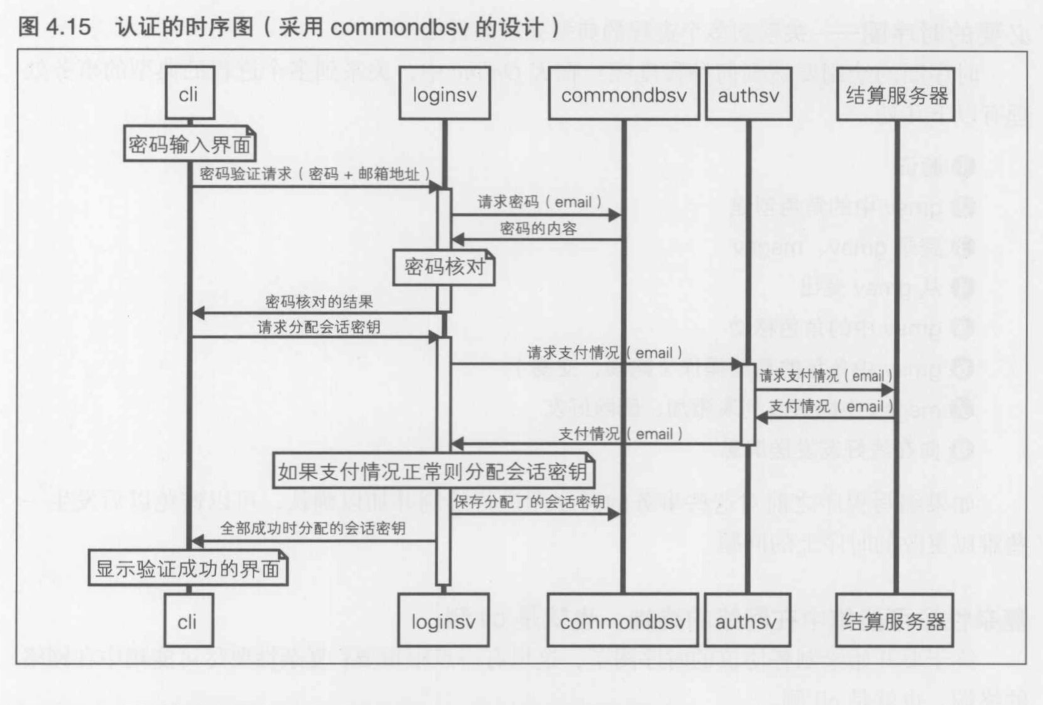 图 4.15 认证的时序图（采用 commondbsv 的设计）
cli loginsv commondbsv authsv 结算服务器
密码输入界面
密码验证请求（密码 + 邮箱地址）
请求密码（email）
密码的内容
密码核对
密码核对的结果
请求分配会话密钥
请求支付情况（email）
请求支付情况（email）
支付情况（email）
支付情况（email）
如果支付情况正常则分配会话密钥
保存分配了的会话密钥
全部成功时分配的会话密钥
显示验证成功的界面
cli loginsv commondbsv authsv 结算服务器